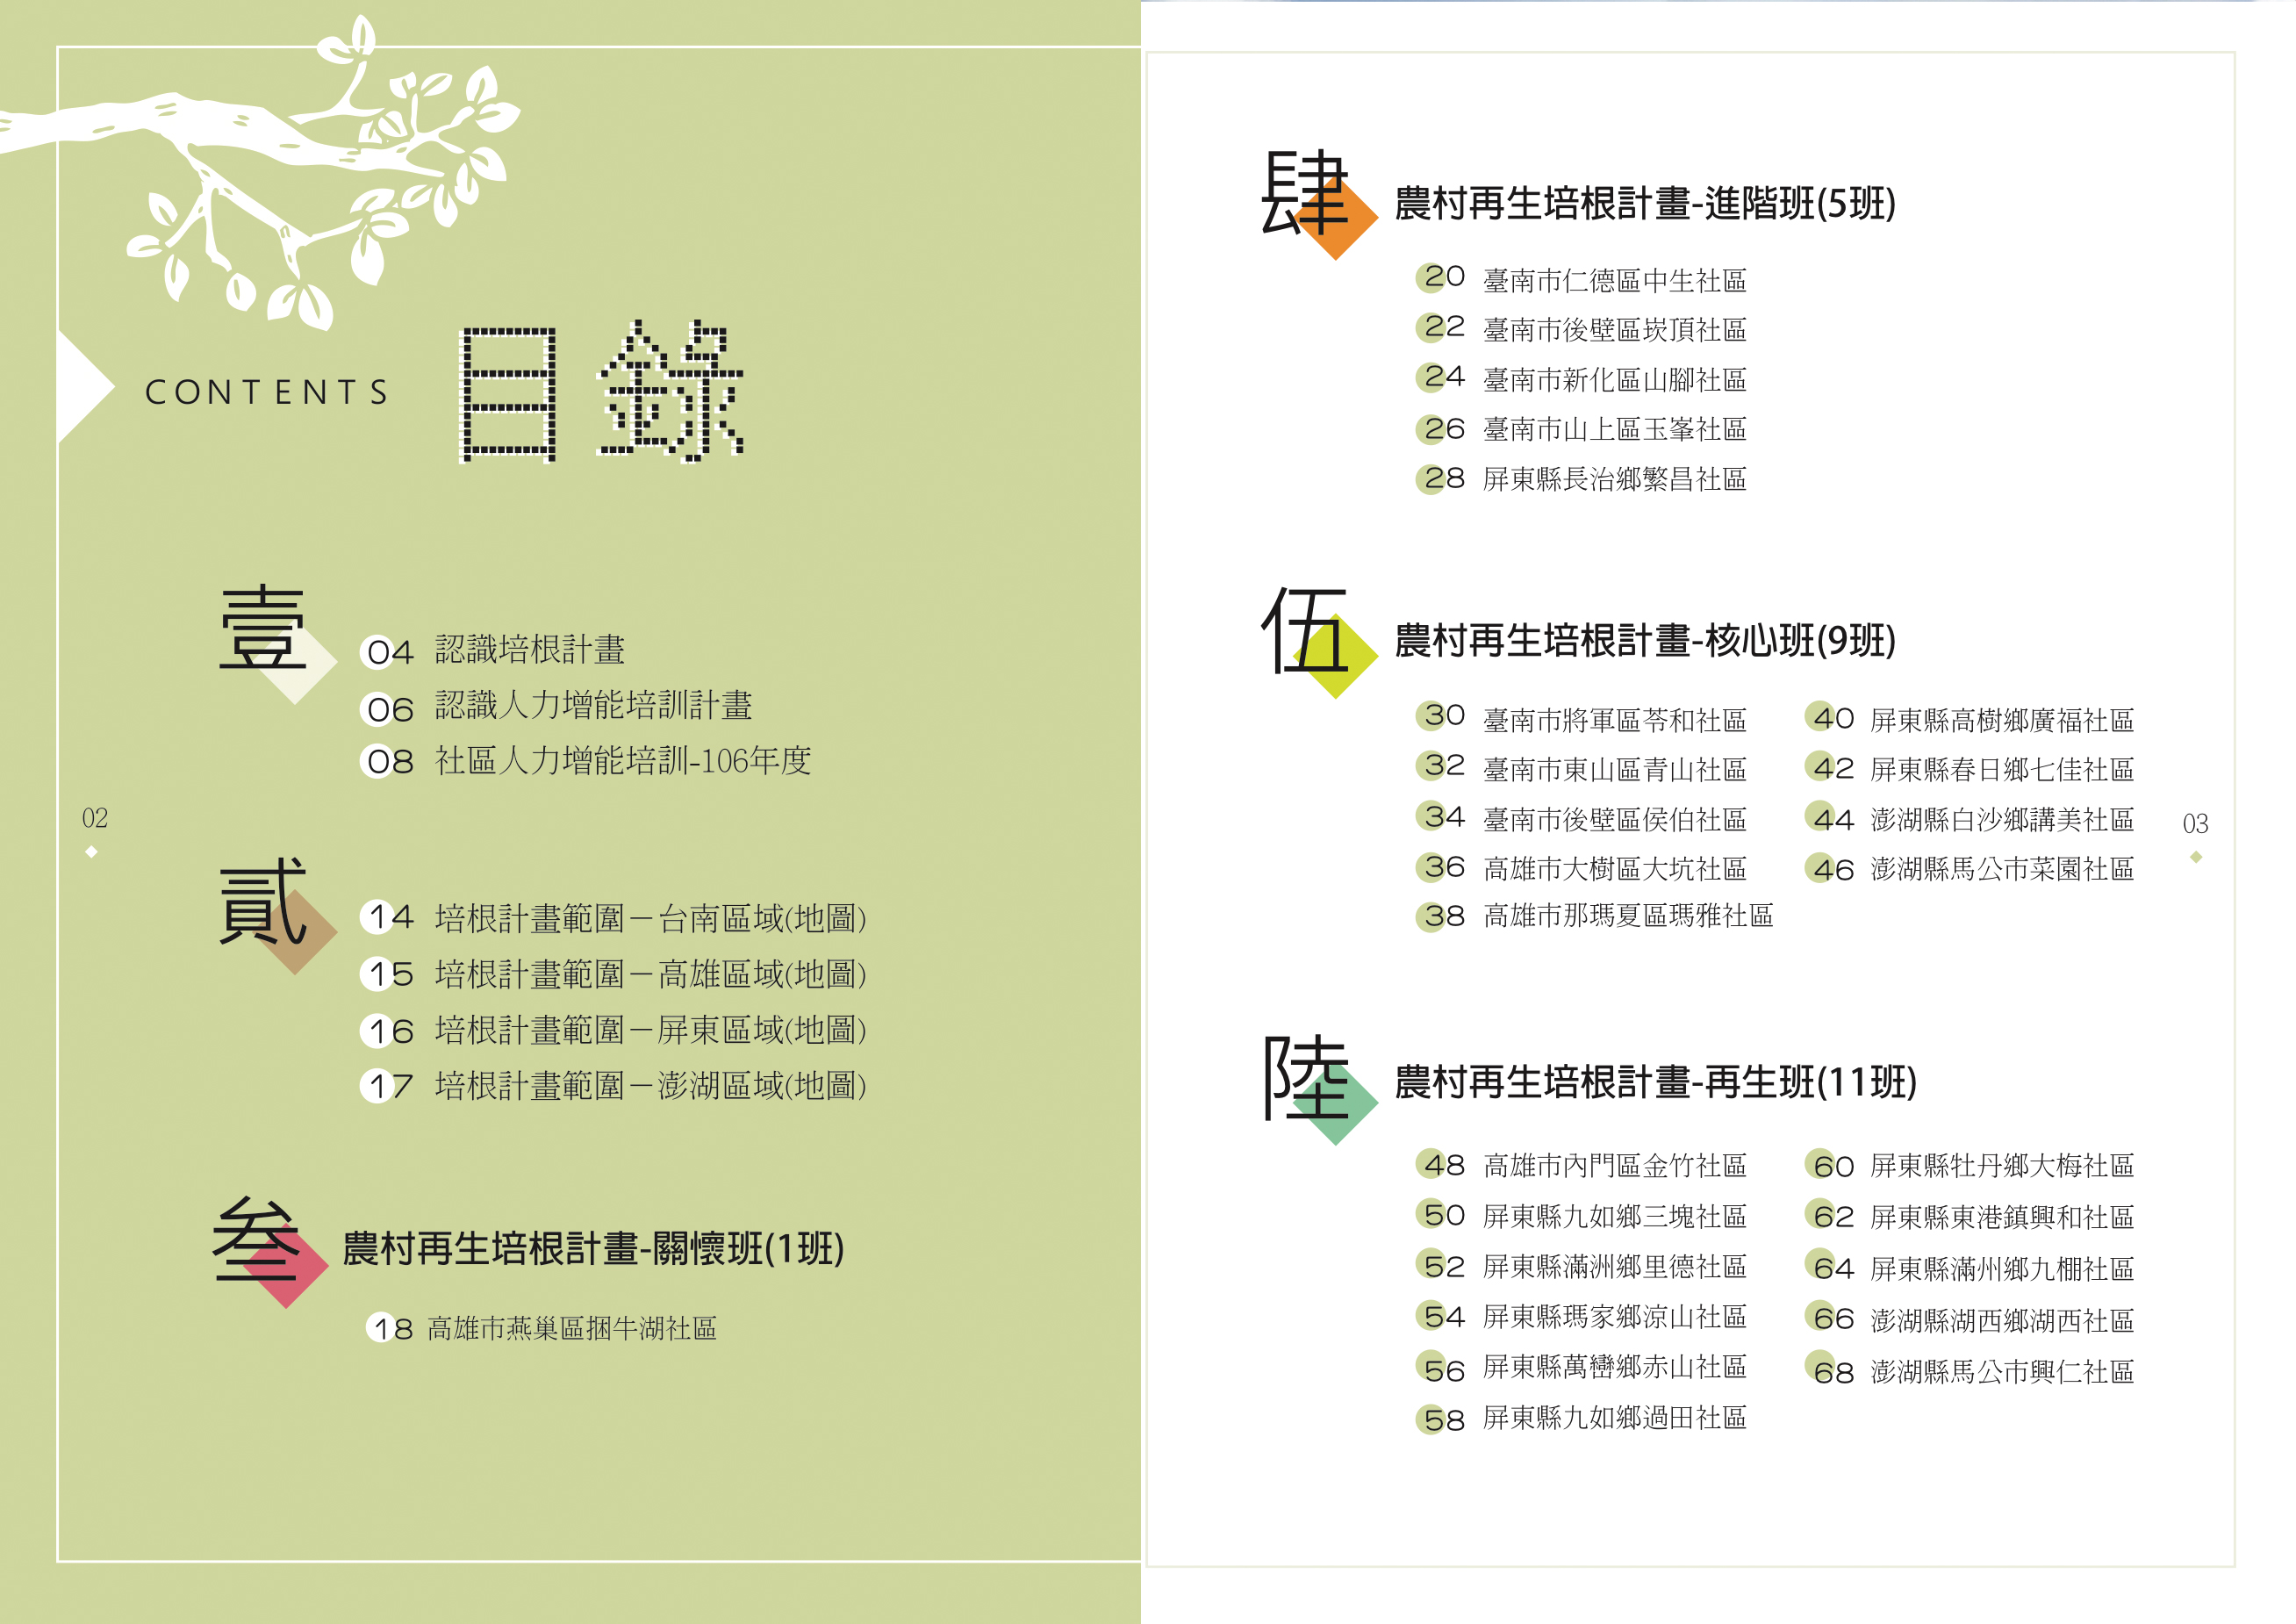 CONTENTS 目錄
壹
04 認識培根計畫
06 認識人力增能培訓計畫
08 社區人力增能培訓-106年度
02
貳
14 培根計畫範圍－台南區域(地圖)
15 培根計畫範圍－高雄區域(地圖)
16 培根計畫範圍－屏東區域(地圖)
17 培根計畫範圍－澎湖區域(地圖)
叁 農村再生培根計畫-關懷班(1班)
18 高雄市燕巢區捆牛湖社區
肆 農村再生培根計畫-進階班(5班)
20 臺南市仁德區中生社區
22 臺南市後壁區崁頂社區
24 臺南市新化區山腳社區
26 臺南市山上區玉峯社區
28 屏東縣長治鄉繁昌社區
伍 農村再生培根計畫-核心班(9班)
30 臺南市將軍區苓和社區
32 臺南市東山區青山社區
34 臺南市後壁區侯伯社區
36 高雄市大樹區大坑社區
38 高雄市那瑪夏區瑪雅社區
40 屏東縣高樹鄉廣福社區
42 屏東縣春日鄉七佳社區
44 澎湖縣白沙鄉講美社區
46 澎湖縣馬公市菜園社區
03
陸 農村再生培根計畫-再生班(11班)
48 高雄市內門區金竹社區
50 屏東縣九如鄉三塊社區
52 屏東縣滿洲鄉里德社區
54 屏東縣瑪家鄉涼山社區
56 屏東縣萬巒鄉赤山社區
58 屏東縣九如鄉過田社區
60 屏東縣牡丹鄉大梅社區
62 屏東縣東港鎮興和社區
64 屏東縣滿州鄉九棚社區
66 澎湖縣湖西鄉湖西社區
68 澎湖縣馬公市興仁社區